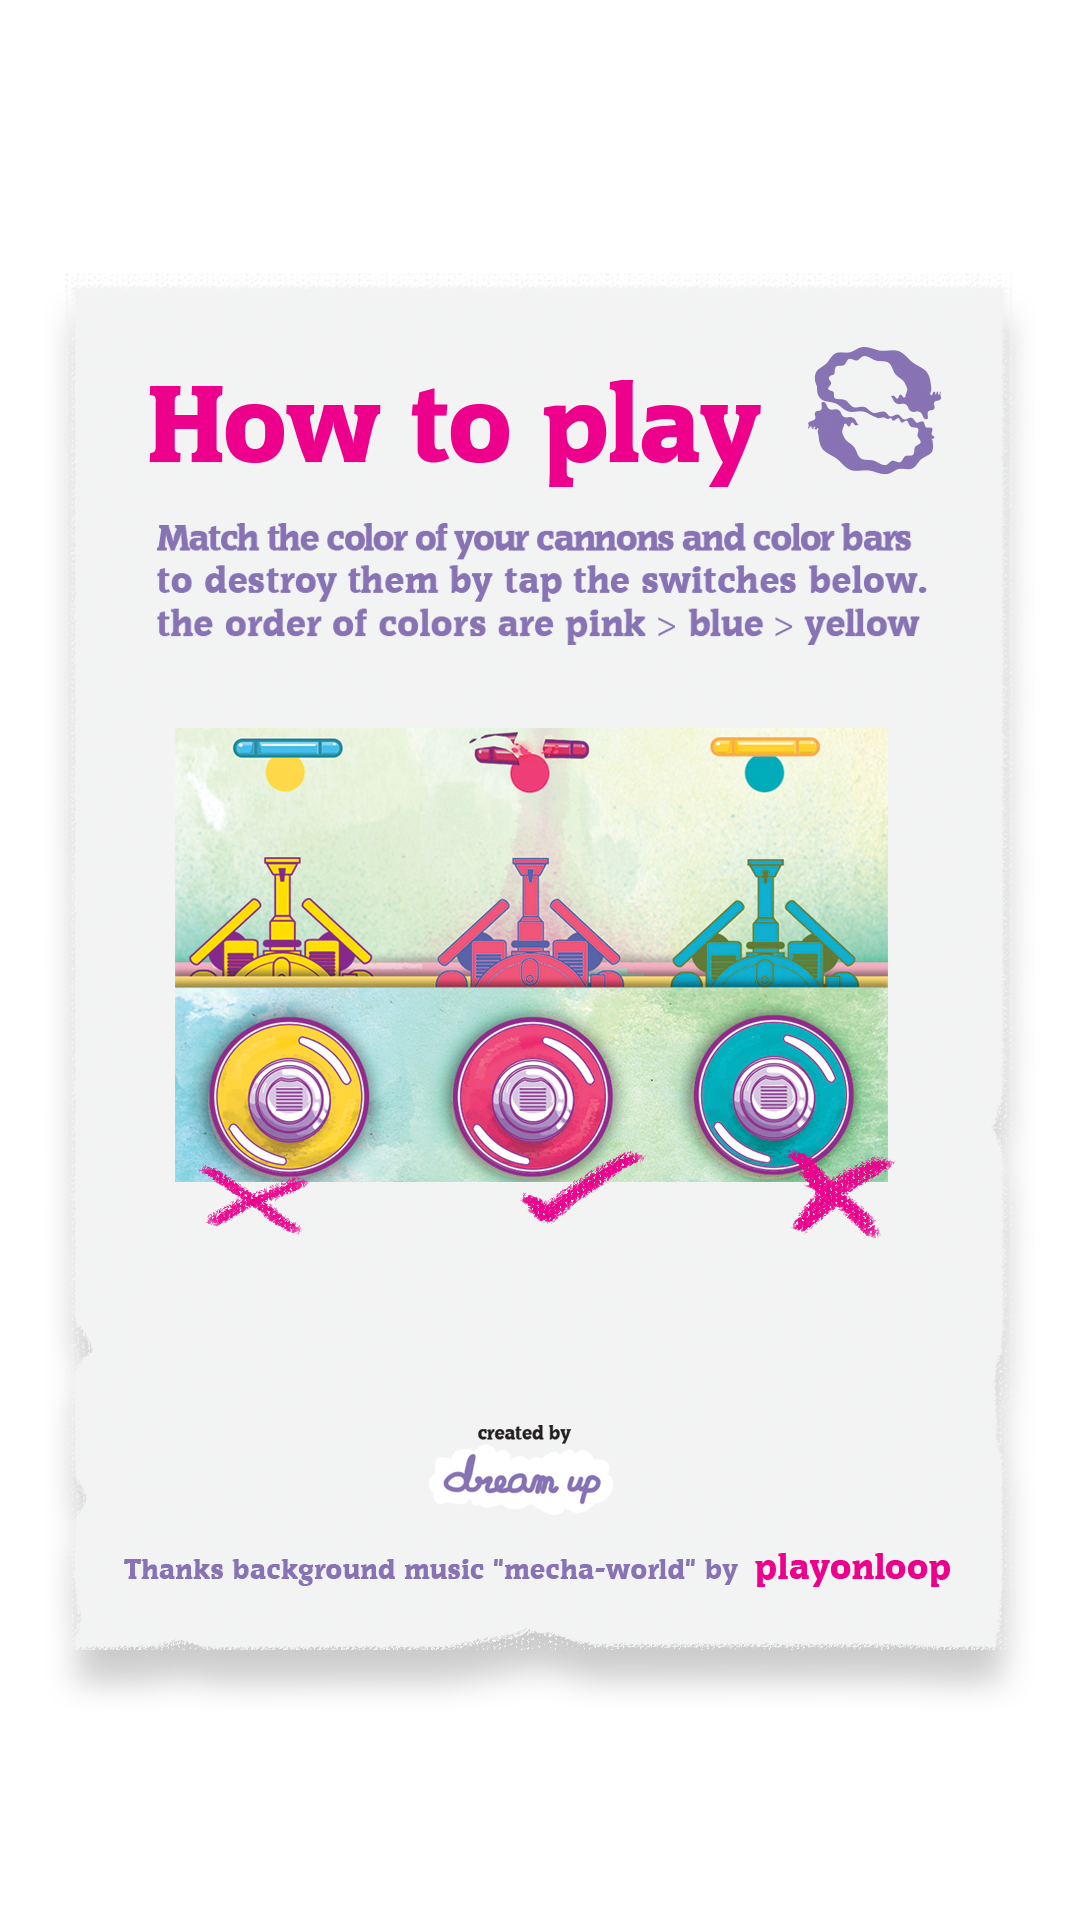 How to play
Match the color of your cannons and color bars
to destroy them by tap the switches below.
the order of colors are pink > blue > yellow
created by
dream up
Thanks background music "mecha-world" by playonloop